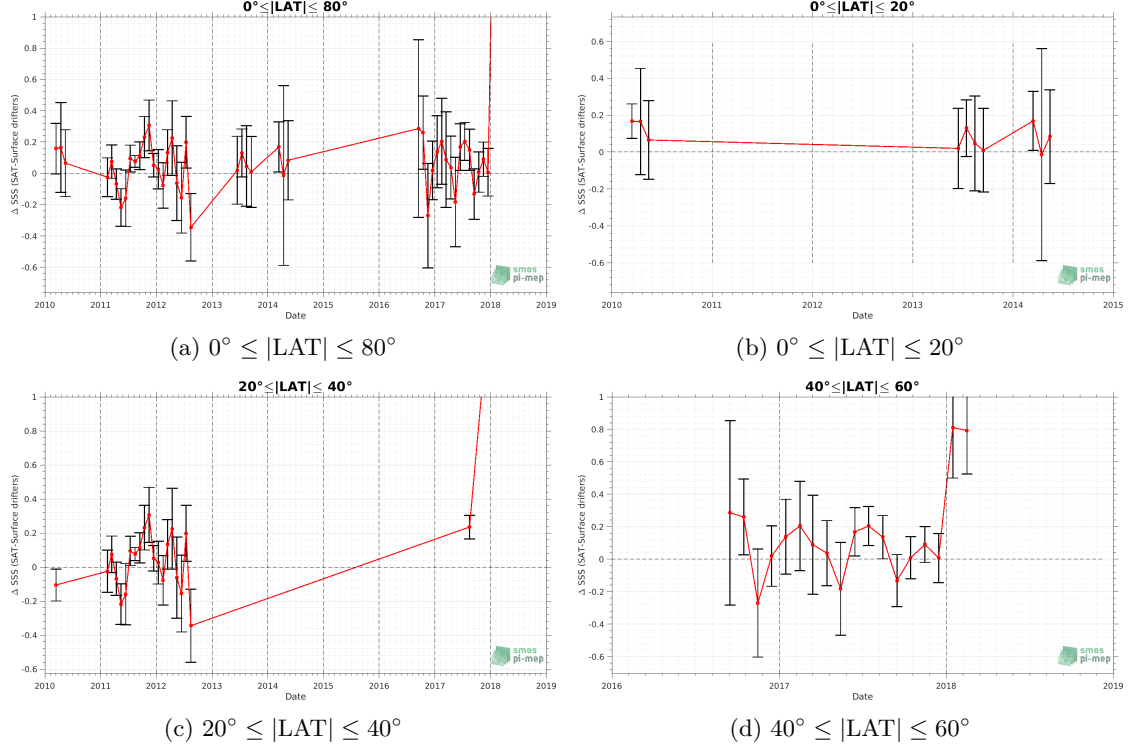 0°≤|LAT|≤ 80°
Δ SSS (SAT-Surface drifters)
1
0.8
0.6
0.4
0.2
0
-0.2
-0.4
-0.6
2010 2011 2012 2013 2014 2015 2016 2017 2018 2019
Date
smos
pi-mep
(a) 0° ≤ |LAT| ≤ 80°
0°≤|LAT|≤ 20°
Δ SSS (SAT-Surface drifters)
0.6
0.4
0.2
0
-0.2
-0.4
-0.6
2010 2011 2012 2013 2014 2015
Date
smos
pi-mep
(b) 0° ≤ |LAT| ≤ 20°
20°≤|LAT|≤ 40°
Δ SSS (SAT-Surface drifters)
1
0.8
0.6
0.4
0.2
0
-0.2
-0.4
-0.6
2010 2011 2012 2013 2014 2015 2016 2017 2018 2019
Date
smos
pi-mep
(c) 20° ≤ |LAT| ≤ 40°
40°≤|LAT|≤ 60°
Δ SSS (SAT-Surface drifters)
1
0.8
0.6
0.4
0.2
0
-0.2
-0.4
-0.6
2016 2017 2018 2019
Date
smos
pi-mep
(d) 40° ≤ |LAT| ≤ 60°